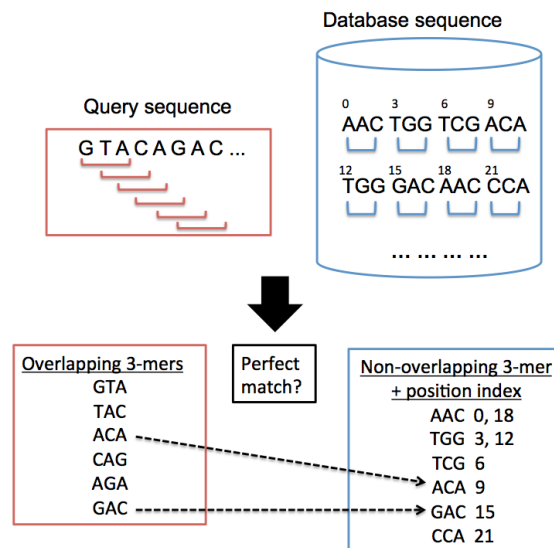 Database sequence
Query sequence
0 3 6 9
AAC TGG TCG ACA
G T A C A G A C ...
12 15 18 21
TGG GAC AAC CCA
... ... ... ...
Overlapping 3-mers
GTA
TAC
ACA
CAG
AGA
GAC
Perfect
match?
Non-overlapping 3-mer
+ position index
AAC 0, 18
TGG 3, 12
TCG 6
ACA 9
GAC 15
CCA 21